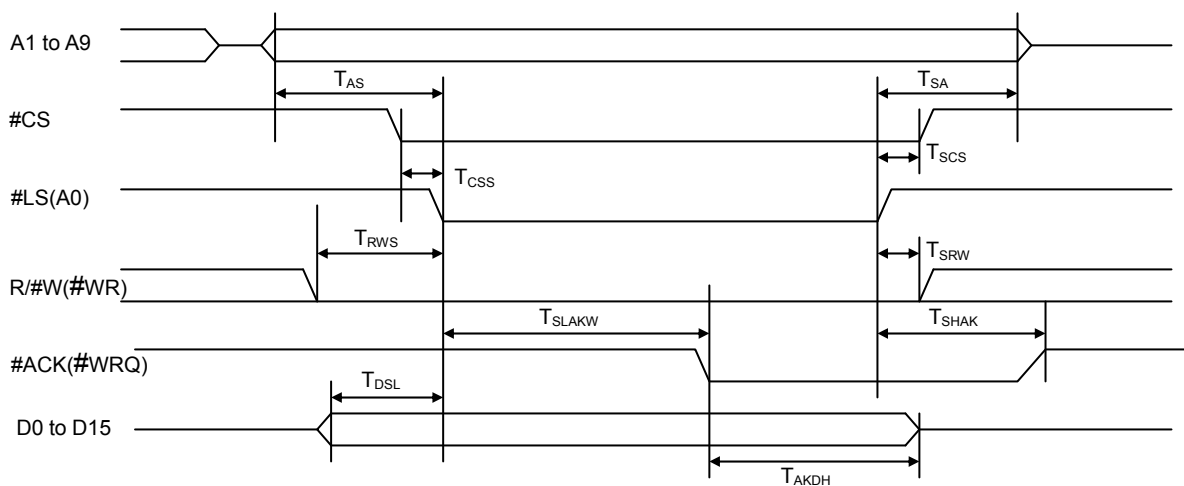 A1 to A9
TAS
TSA
#CS
TSCS
TCSS
#LS(A0)
TRWS
TSRW
R/#W(#WR)
TSLAKW
TSHAK
#ACK(#WRQ)
TDSL
D0 to D15
TAKDH